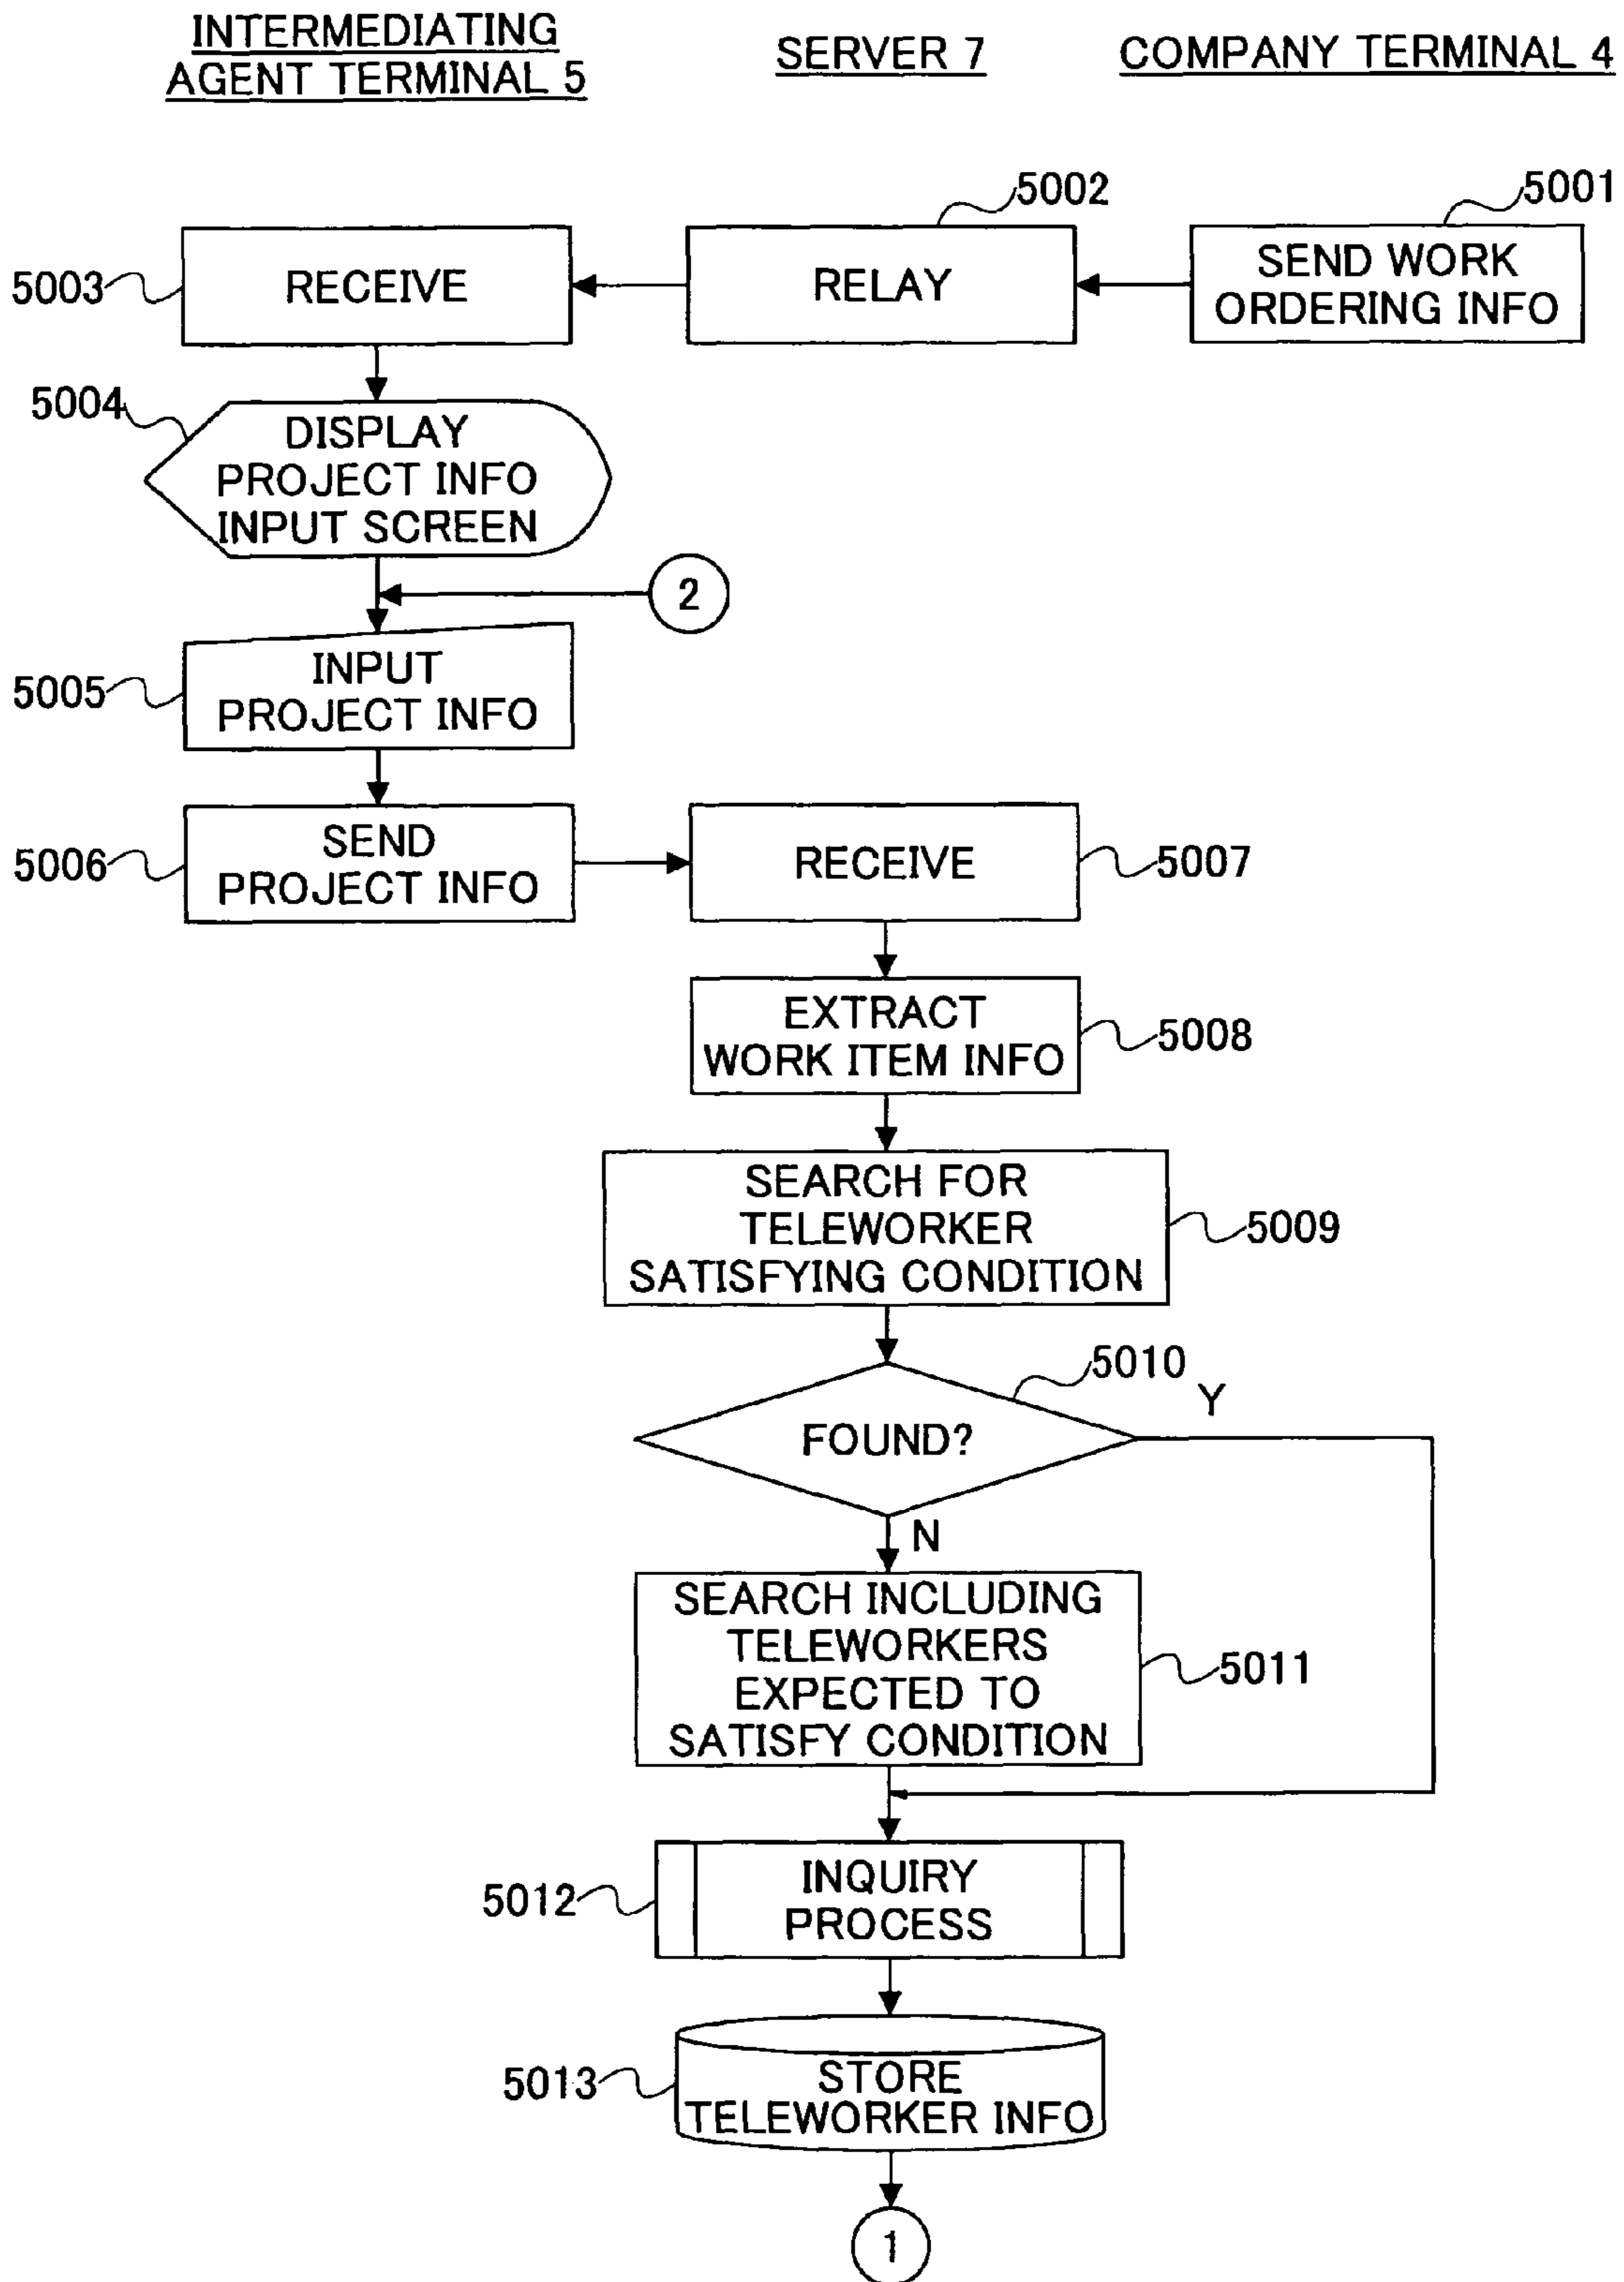 INTERMEDIATING
AGENT TERMINAL 5
SERVER 7
COMPANY TERMINAL 4
5002
5001
5003
RECEIVE
RELAY
SEND WORK
ORDERING INFO
5004
DISPLAY
PROJECT INFO
INPUT SCREEN
2
5005
INPUT
PROJECT INFO
5006
SEND
PROJECT INFO
RECEIVE
5007
EXTRACT
WORK ITEM INFO
5008
SEARCH FOR
TELEWORKER
SATISFYING CONDITION
5009
5010
Y
FOUND?
N
SEARCH INCLUDING
TELEWORKERS
EXPECTED TO
SATISFY CONDITION
5011
5012
INQUIRY
PROCESS
5013
STORE
TELEWORKER INFO
1